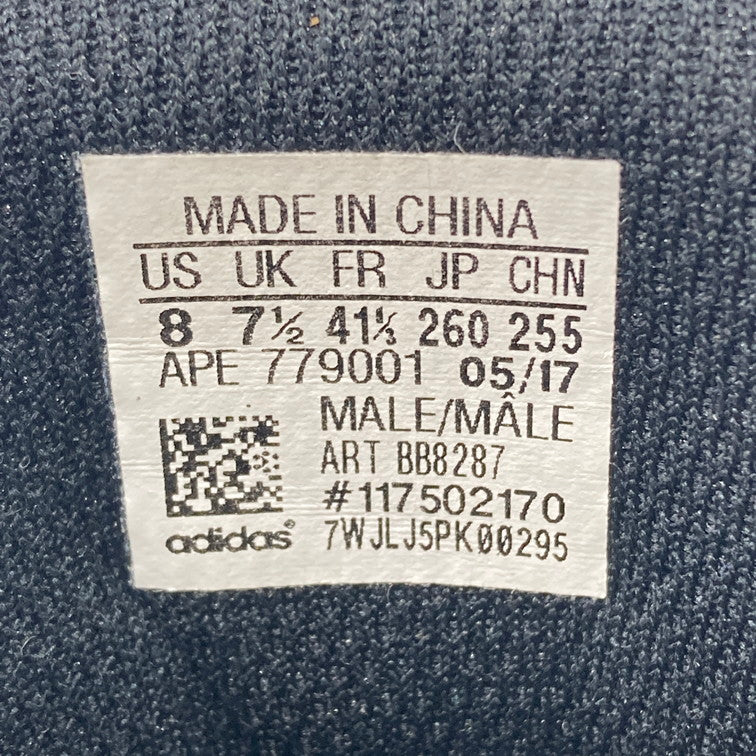 MADE IN CHINA
US UK FR JP CHN
8 7½ 41⅓ 260 255
APE 779001 05/17
MALE/MÂLE
ART BB8287
#117502170
adidas® 7WJLJ5PK00295